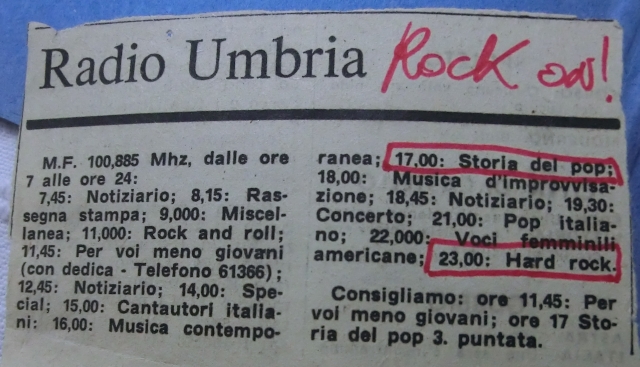 Radio Umbria Rock on!
M.F. 100,885 Mhz, dalle ore
7 alle ore 24:
7,45: Notiziario; 8,15: Ras-
segna stampa; 9,000: Miscel-
lanea; 11,000: Rock and roll;
11,45: Per voi meno giovani
(con dedica - Telefono 61366);
12,45: Notiziario; 14,00: Spe-
cial; 15,00: Cantautori italia-
ni: 16,00: Musica contempo-
ranea; 17,00: Storia del pop;
18,00: Musica d'improvvisa-
zione; 18,45: Notiziario; 19,30:
Concerto; 21,00: Pop italia-
no; 22,000: Voci femminili
americane; 23,00: Hard rock.
Consigliamo: ore 11,45: Per
voi meno giovani; ore 17 Sto-
ria del pop 3. puntata.